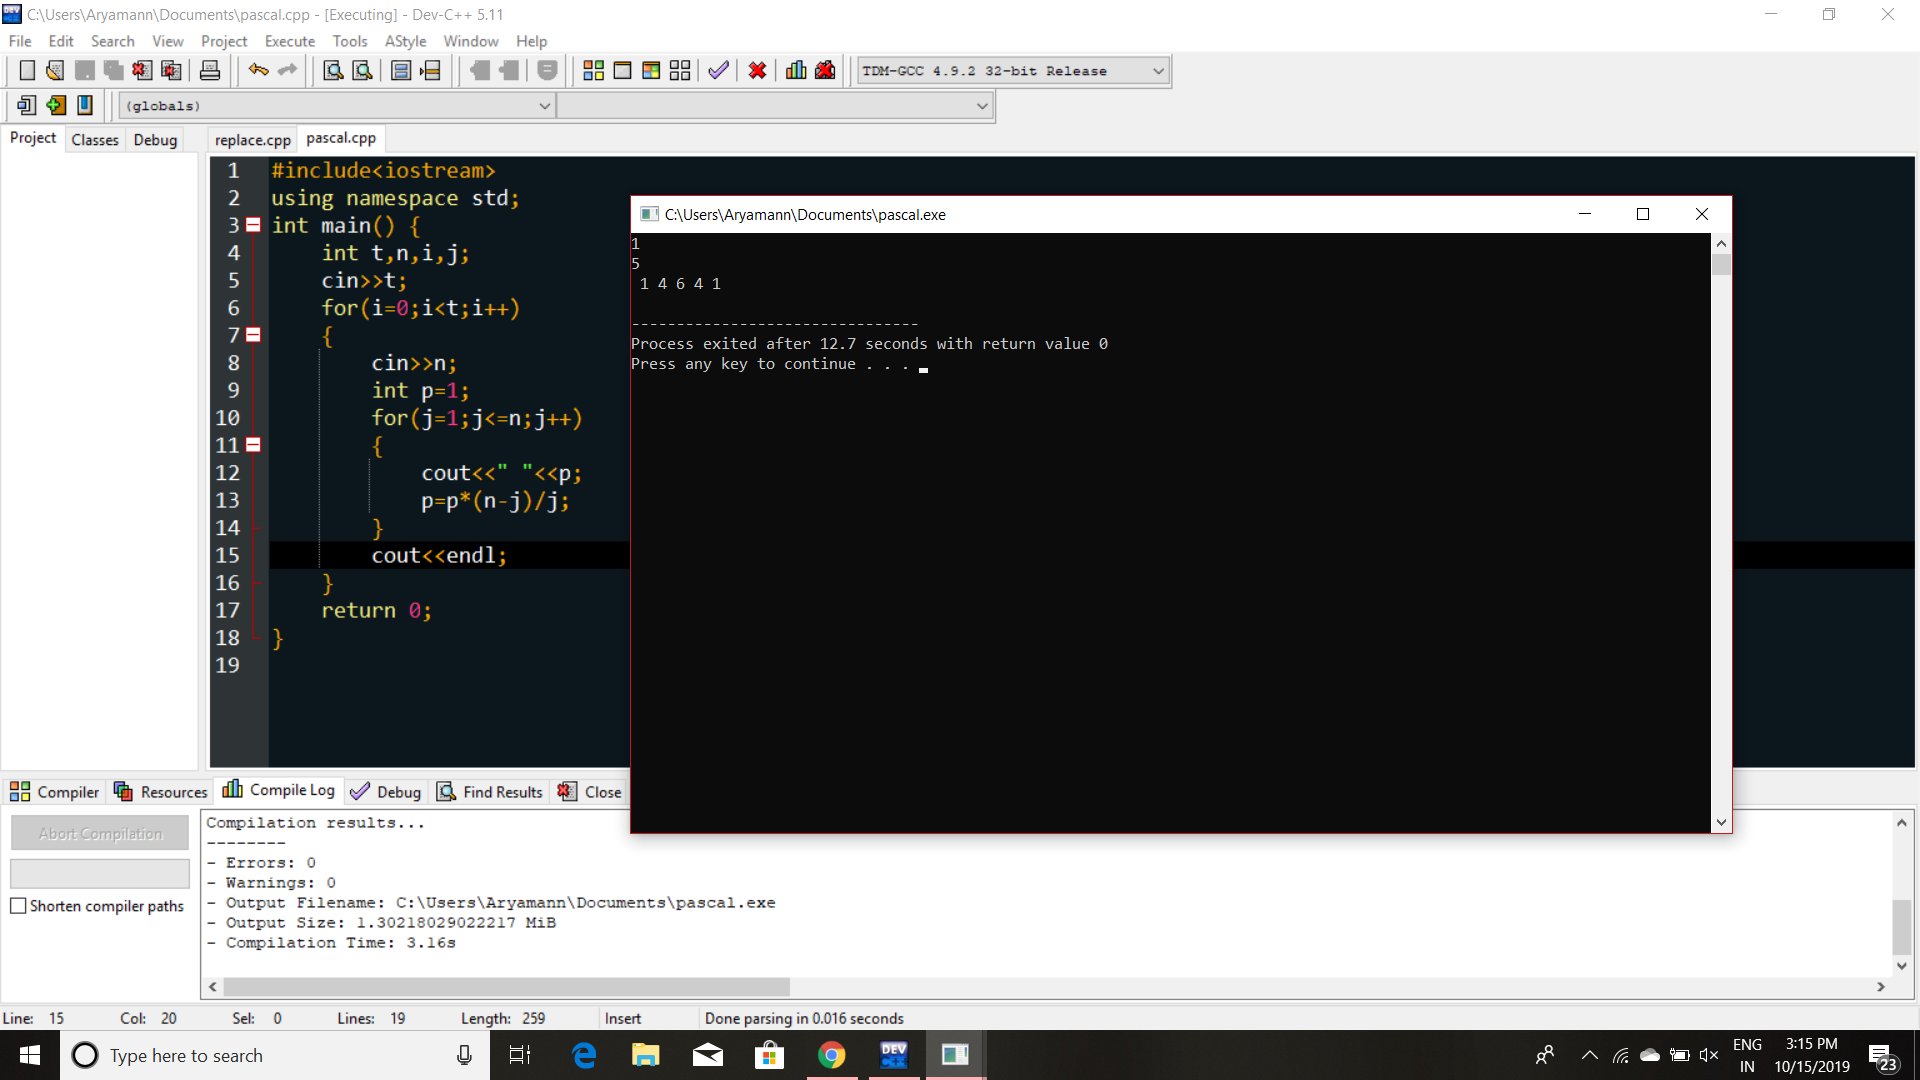 C:\Users\Aryamann\Documents\pascal.cpp - [Executing] - Dev-C++ 5.11
File Edit Search View Project Execute Tools AStyle Window Help
TDM-GCC 4.9.2 32-bit Release
(globals)
Project Classes Debug replace.cpp pascal.cpp
1 #include<iostream>
2 using namespace std;
3 int main() {
4 int t,n,i,j;
5 cin>>t;
6 for(i=0;i<t;i++)
7 {
8 cin>>n;
9 int p=1;
10 for(j=1;j<=n;j++)
11 {
12 cout<<" "<<p;
13 p=p*(n-j)/j;
14 }
15 cout<<endl;
16 }
17 return 0;
18 }
19
C:\Users\Aryamann\Documents\pascal.exe
1
5
1 4 6 4 1
--------------------------------
Process exited after 12.7 seconds with return value 0
Press any key to continue . . .
Compiler Resources Compile Log Debug Find Results Close
Abort Compilation
Shorten compiler paths
Compilation results...
--------
- Errors: 0
- Warnings: 0
- Output Filename: C:\Users\Aryamann\Documents\pascal.exe
- Output Size: 1.30218029022217 MiB
- Compilation Time: 3.16s
Line: 15 Col: 20 Sel: 0 Lines: 19 Length: 259 Insert Done parsing in 0.016 seconds
Type here to search
DEV
ENG
IN
3:15 PM
10/15/2019
23